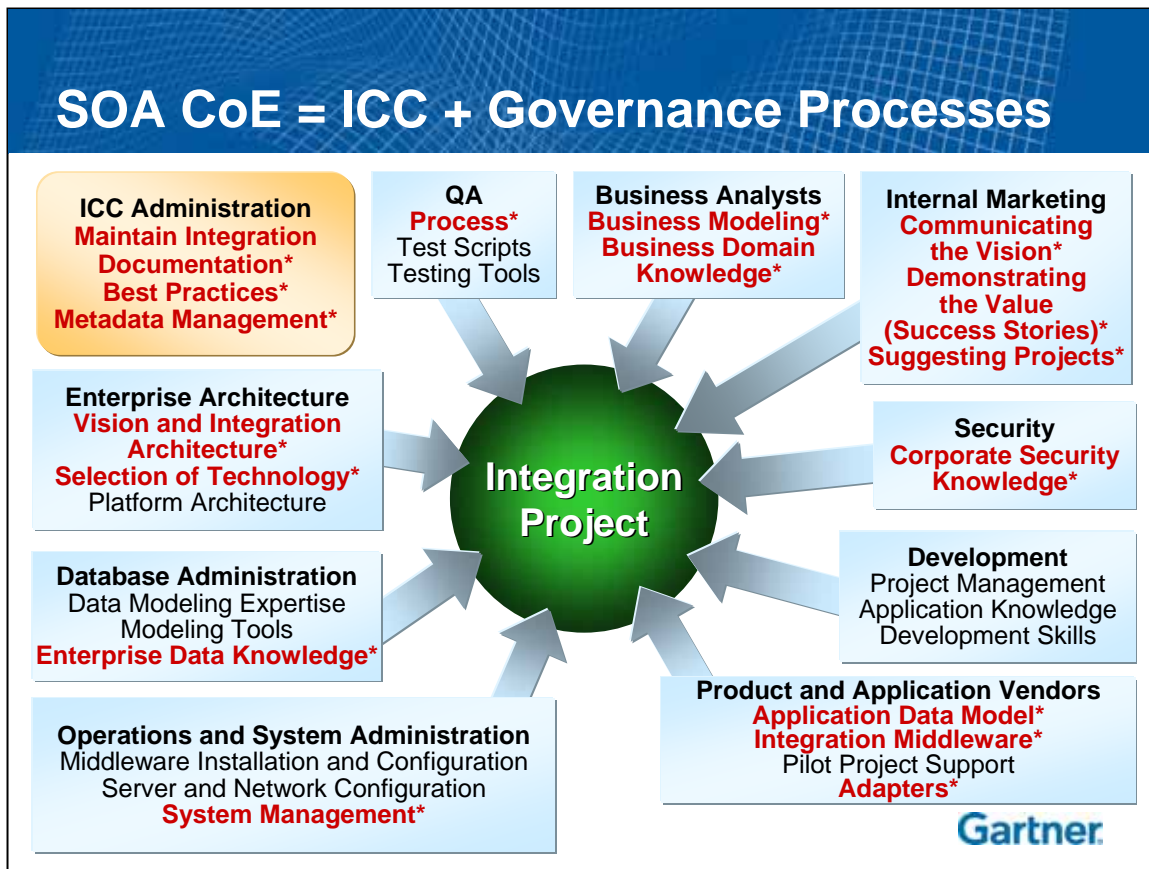 SOA CoE = ICC + Governance Processes
ICC Administration
Maintain Integration
Documentation*
Best Practices*
Metadata Management*
QA
Process*
Test Scripts
Testing Tools
Business Analysts
Business Modeling*
Business Domain
Knowledge*
Internal Marketing
Communicating
the Vision*
Demonstrating
the Value
(Success Stories)*
Suggesting Projects*
Enterprise Architecture
Vision and Integration
Architecture*
Selection of Technology*
Platform Architecture
Integration
Project
Security
Corporate Security
Knowledge*
Database Administration
Data Modeling Expertise
Modeling Tools
Enterprise Data Knowledge*
Development
Project Management
Application Knowledge
Development Skills
Operations and System Administration
Middleware Installation and Configuration
Server and Network Configuration
System Management*
Product and Application Vendors
Application Data Model*
Integration Middleware*
Pilot Project Support
Adapters*
Gartner.